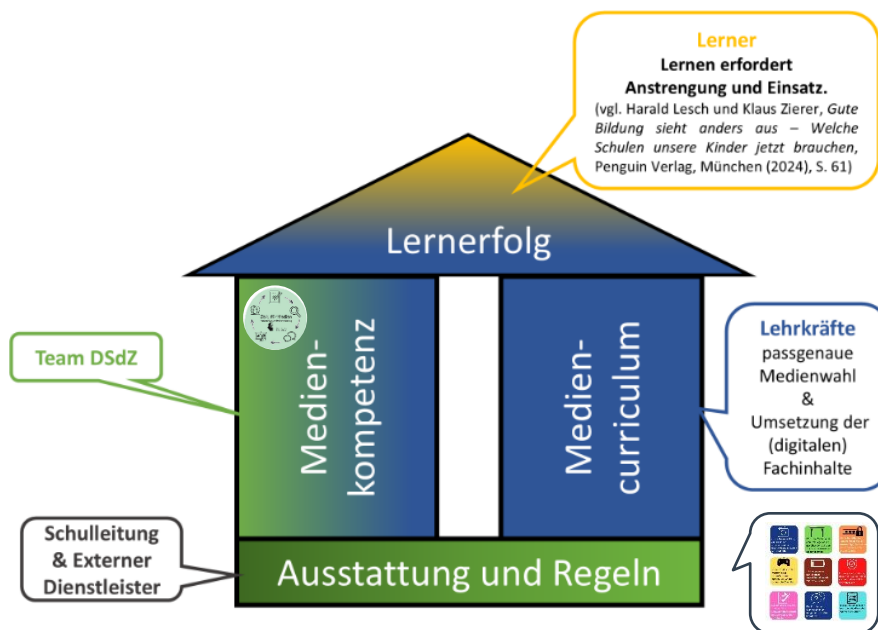 Lerner
Lernen erfordert
Anstrengung und Einsatz.
(vgl. Harald Lesch und Klaus Zierer, Gute
Bildung sieht anders aus – Welche
Schulen unsere Kinder jetzt brauchen,
Penguin Verlag, München (2024), S. 61)
Lernerfolg
Team DSdZ
Medien-
kompetenz
Medien-
curriculum
Lehrkräfte
passgenaue
Medienwahl
&
Umsetzung der
(digitalen)
Fachinhalte
Schulleitung
& Externer
Dienstleister
Ausstattung und Regeln